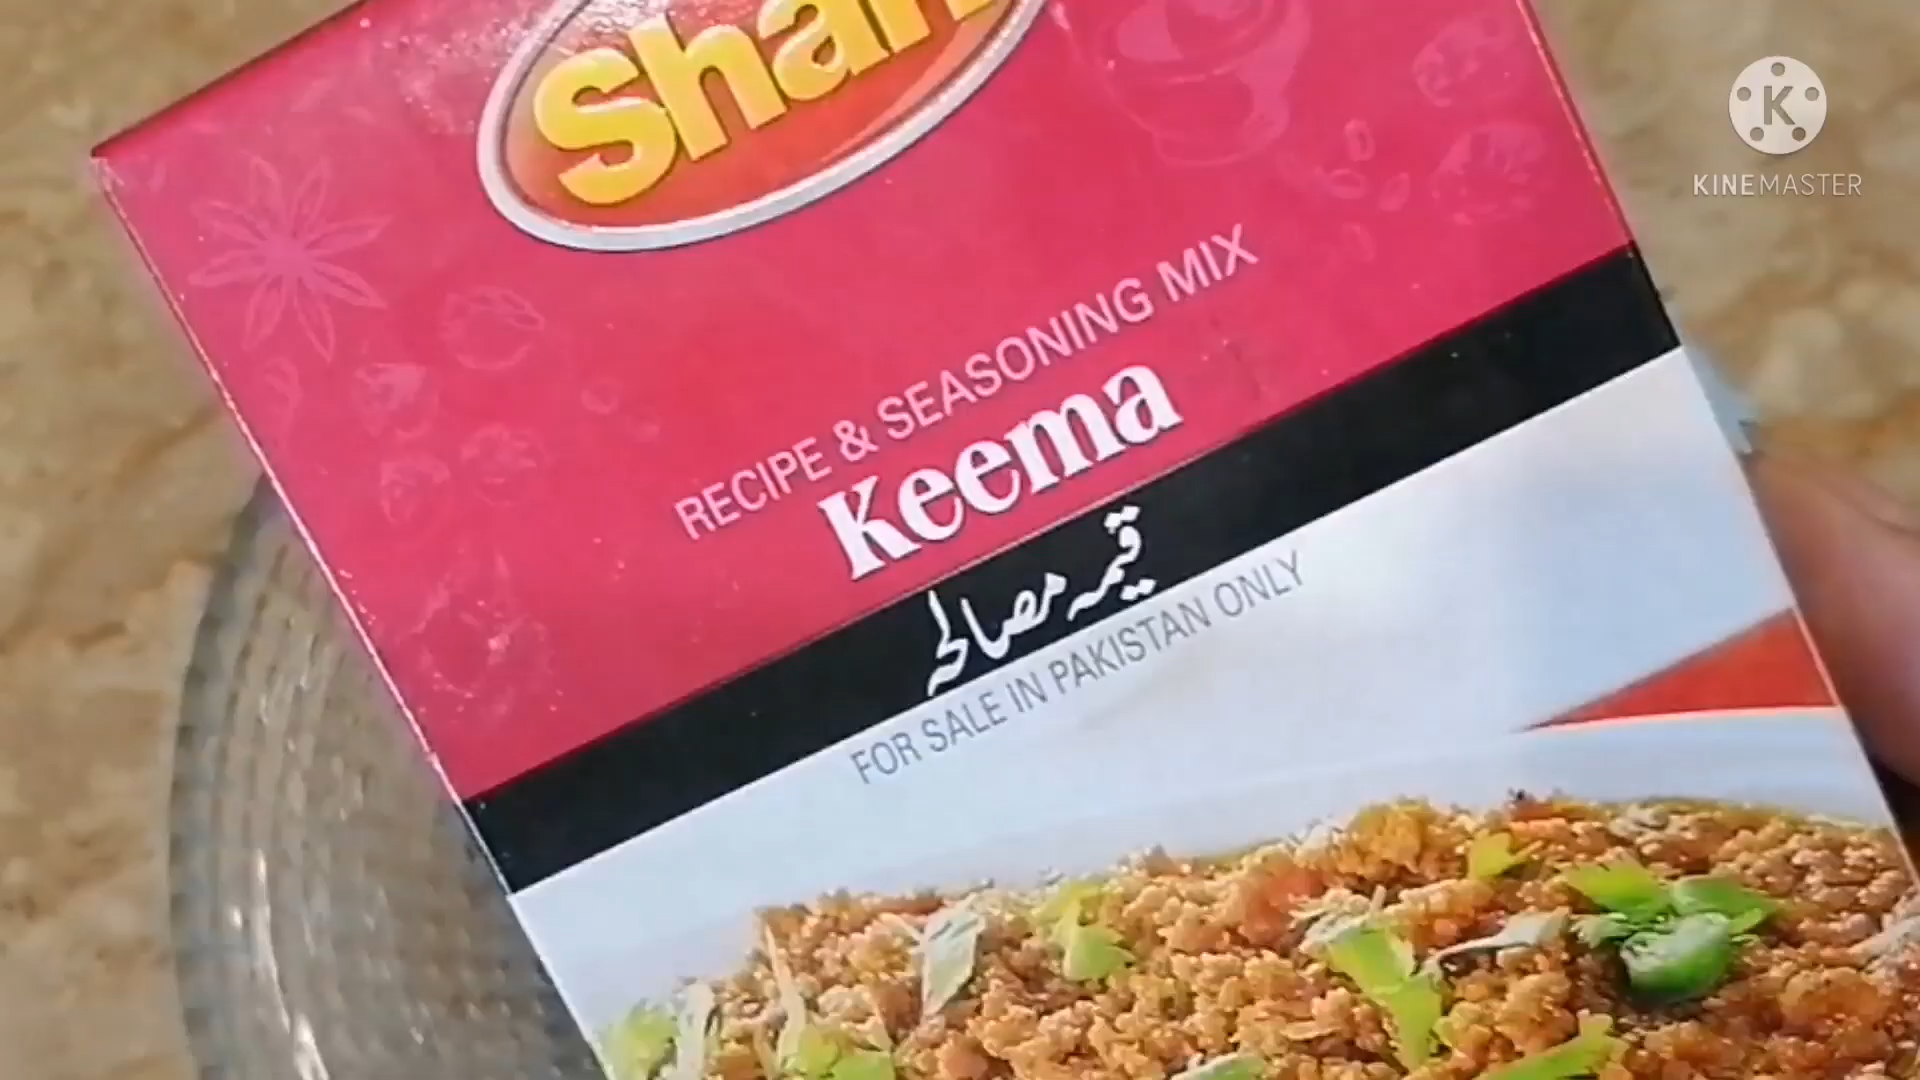 Shan
RECIPE & SEASONING MIX
Keema
قیمہ مصالحہ
FOR SALE IN PAKISTAN ONLY
K
KINEMASTER